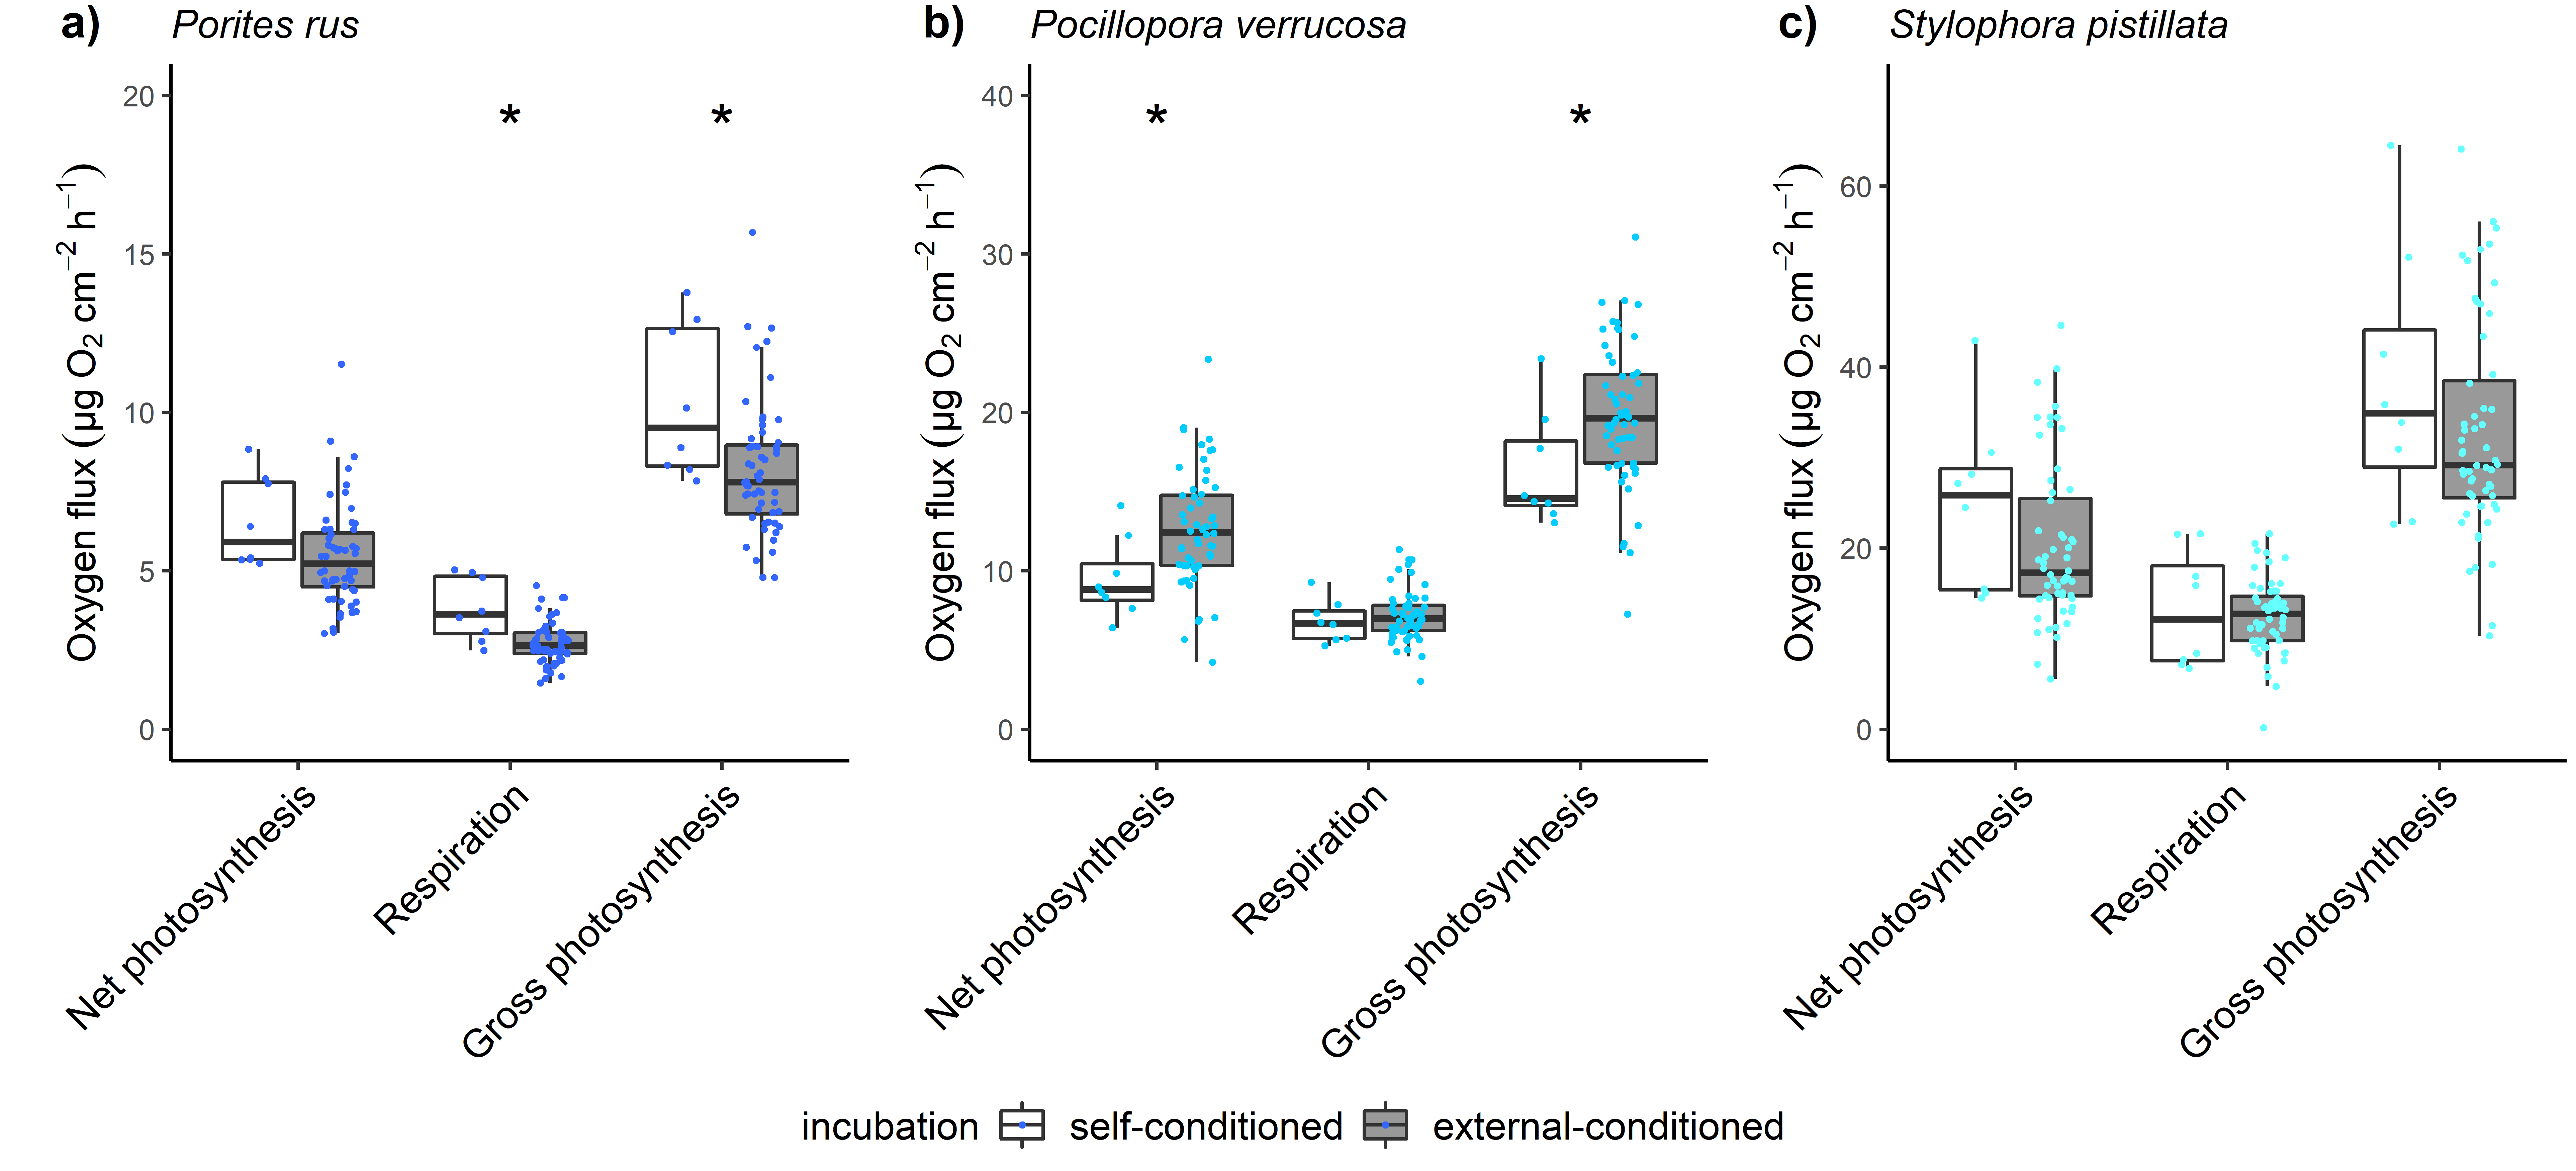 a) Porites rus
b) Pocillopora verrucosa
c) Stylophora pistillata
Oxygen flux (µg O₂ cm⁻² h⁻¹)
20
15
10
5
0
*
*
Net photosynthesis
Respiration
Gross photosynthesis
Oxygen flux (µg O₂ cm⁻² h⁻¹)
40
30
20
10
0
*
*
Net photosynthesis
Respiration
Gross photosynthesis
Oxygen flux (µg O₂ cm⁻² h⁻¹)
60
40
20
0
Net photosynthesis
Respiration
Gross photosynthesis
incubation self-conditioned external-conditioned